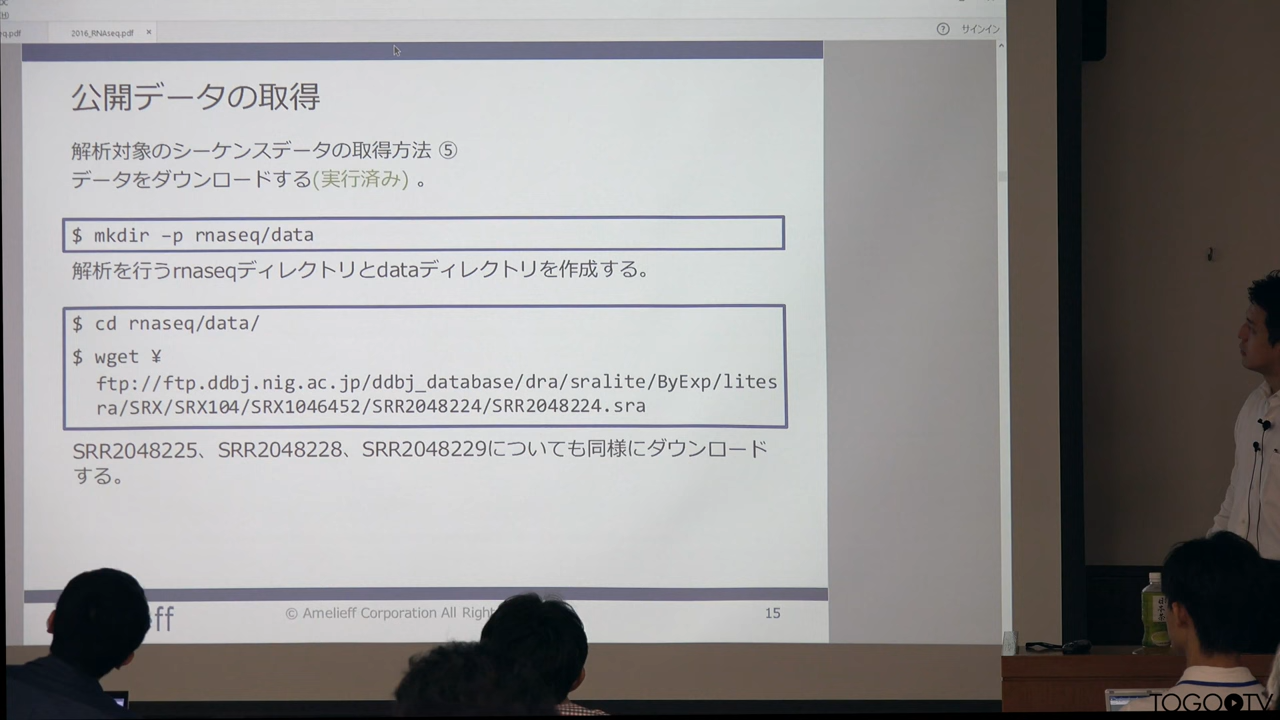 q.pdf
2016_RNAseq.pdf ×
? サインイン
公開データの取得
解析対象のシーケンスデータの取得方法 ⑤
データをダウンロードする(実行済み) 。
$ mkdir –p rnaseq/data
解析を行うrnaseqディレクトリとdataディレクトリを作成する。
$ cd rnaseq/data/
$ wget ¥
ftp://ftp.ddbj.nig.ac.jp/ddbj_database/dra/sralite/ByExp/lites
ra/SRX/SRX104/SRX1046452/SRR2048224/SRR2048224.sra
SRR2048225、SRR2048228、SRR2048229についても同様にダウンロード
する。
ff
© Amelieff Corporation All Righ
15
TOGOTV